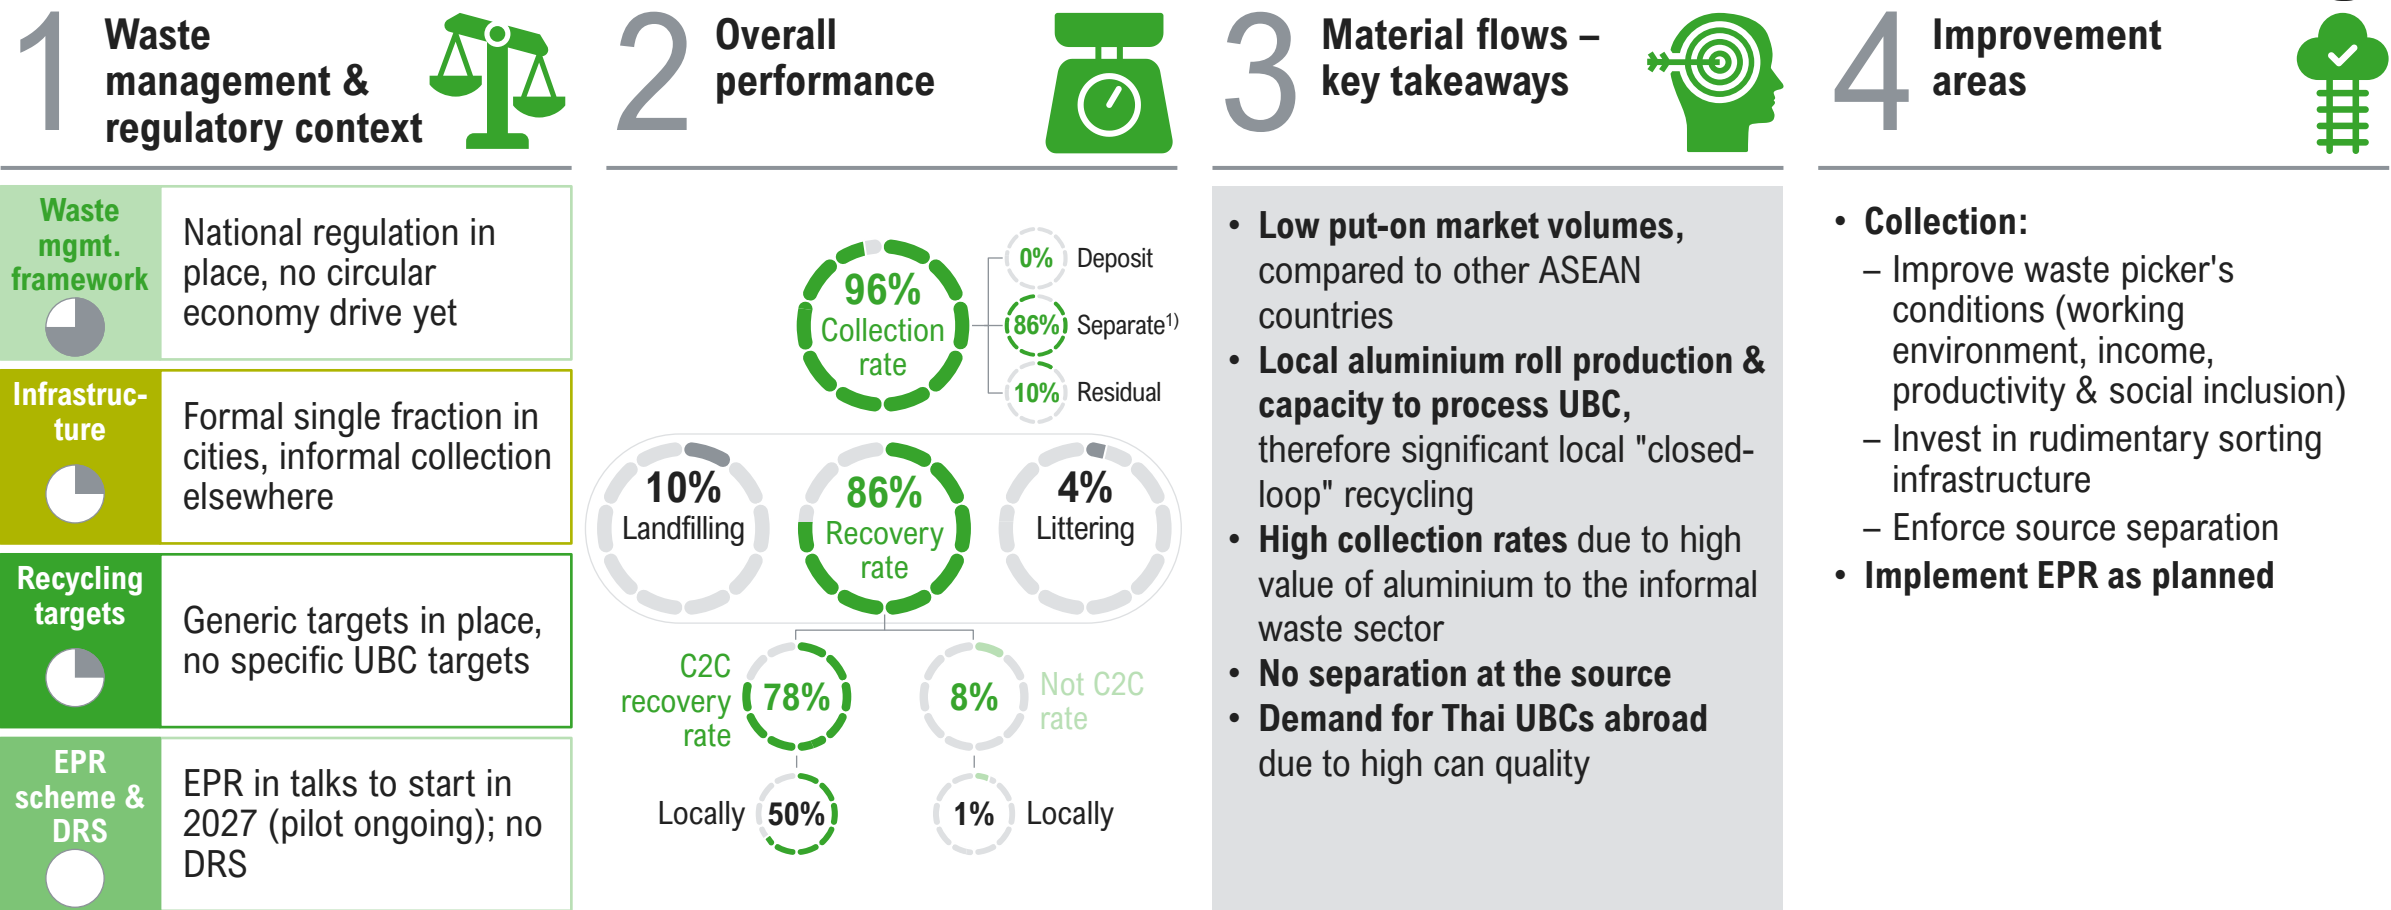 1
Waste
management &
regulatory context
Waste
mgmt.
framework
National regulation in
place, no circular
economy drive yet
Infrastruc-
ture
Formal single fraction in
cities, informal collection
elsewhere
Recycling
targets
Generic targets in place,
no specific UBC targets
EPR
scheme &
DRS
EPR in talks to start in
2027 (pilot ongoing); no
DRS
2
Overall
performance
96%
Collection
rate
0% Deposit
86% Separate1)
10% Residual
10%
Landfilling
86%
Recovery
rate
4%
Littering
C2C
recovery
rate
78%
8%
Not C2C
rate
Locally 50%
1% Locally
3
Material flows –
key takeaways
• Low put-on market volumes,
compared to other ASEAN
countries
• Local aluminium roll production &
capacity to process UBC,
therefore significant local "closed-
loop" recycling
• High collection rates due to high
value of aluminium to the informal
waste sector
• No separation at the source
• Demand for Thai UBCs abroad
due to high can quality
4
Improvement
areas
• Collection:
– Improve waste picker's
conditions (working
environment, income,
productivity & social inclusion)
– Invest in rudimentary sorting
infrastructure
– Enforce source separation
• Implement EPR as planned